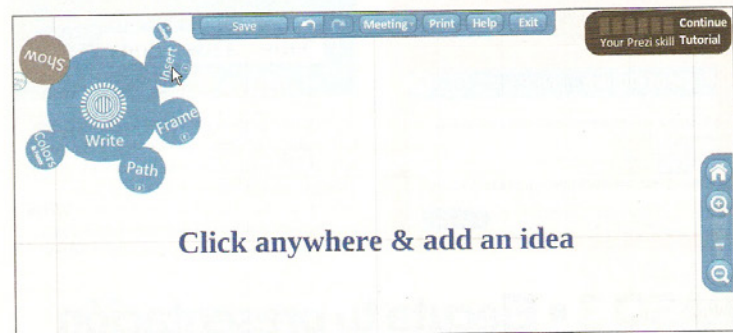 Save Meeting Print Help Exit
Continue
Your Prezi skill Tutorial
Show
Insert
Frame
Write
Colors
Path
Click anywhere & add an idea